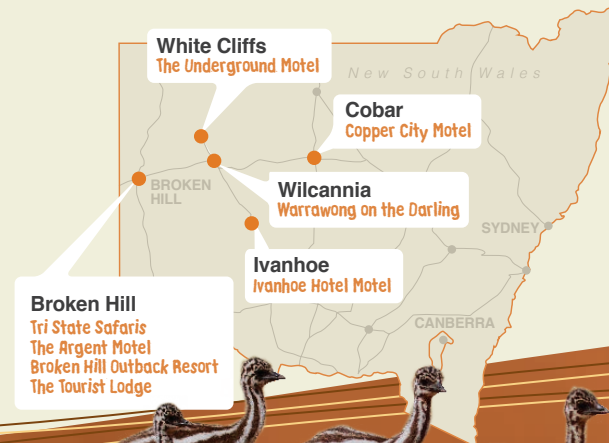 White Cliffs
The Underground Motel
New South Wales
Cobar
Copper City Motel
BROKEN
HILL
Wilcannia
Warrawong on the Darling
SYDNEY
Ivanhoe
Ivanhoe Hotel Motel
Broken Hill
Tri State Safaris
The Argent Motel
Broken Hill Outback Resort
The Tourist Lodge
CANBERRA